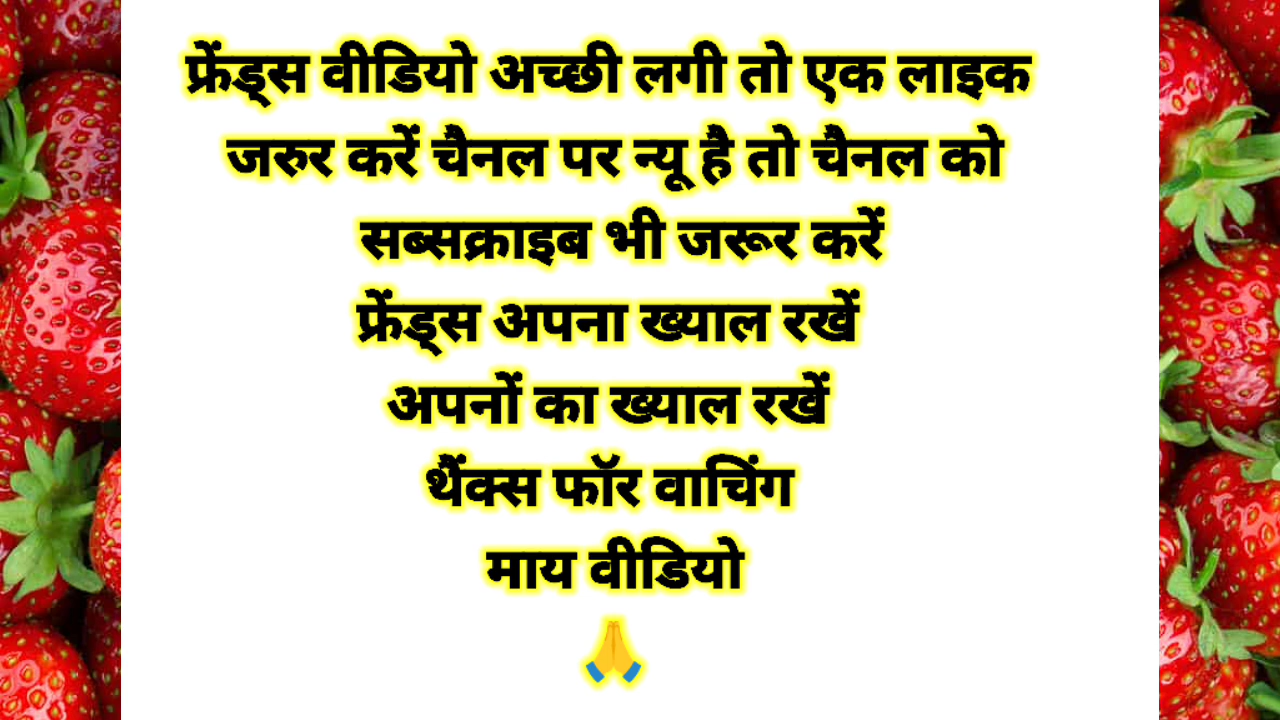 फ्रेंड्स वीडियो अच्छी लगी तो एक लाइक
जरुर करें चैनल पर न्यू है तो चैनल को
सब्सक्राइब भी जरूर करें
फ्रेंड्स अपना ख्याल रखें
अपनों का ख्याल रखें
थैंक्स फॉर वाचिंग
माय वीडियो
🙏